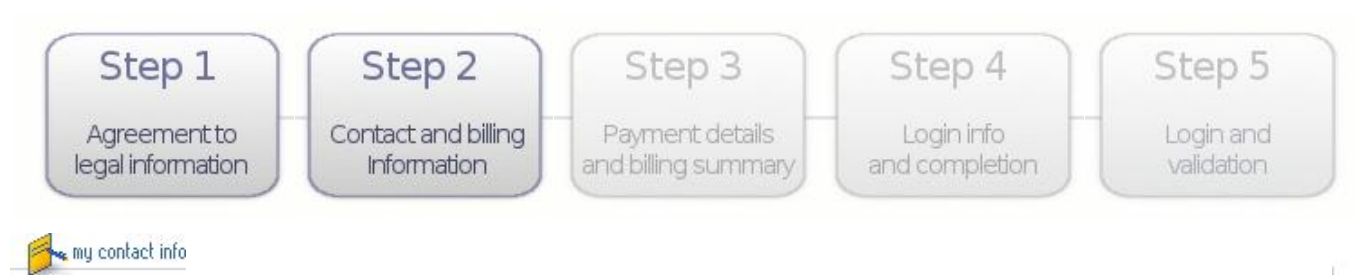 Step 1
Agreement to
legal information
Step 2
Contact and billing
Information
Step 3
Payment details
and billing summary
Step 4
Login info
and completion
Step 5
Login and
validation
my contact info